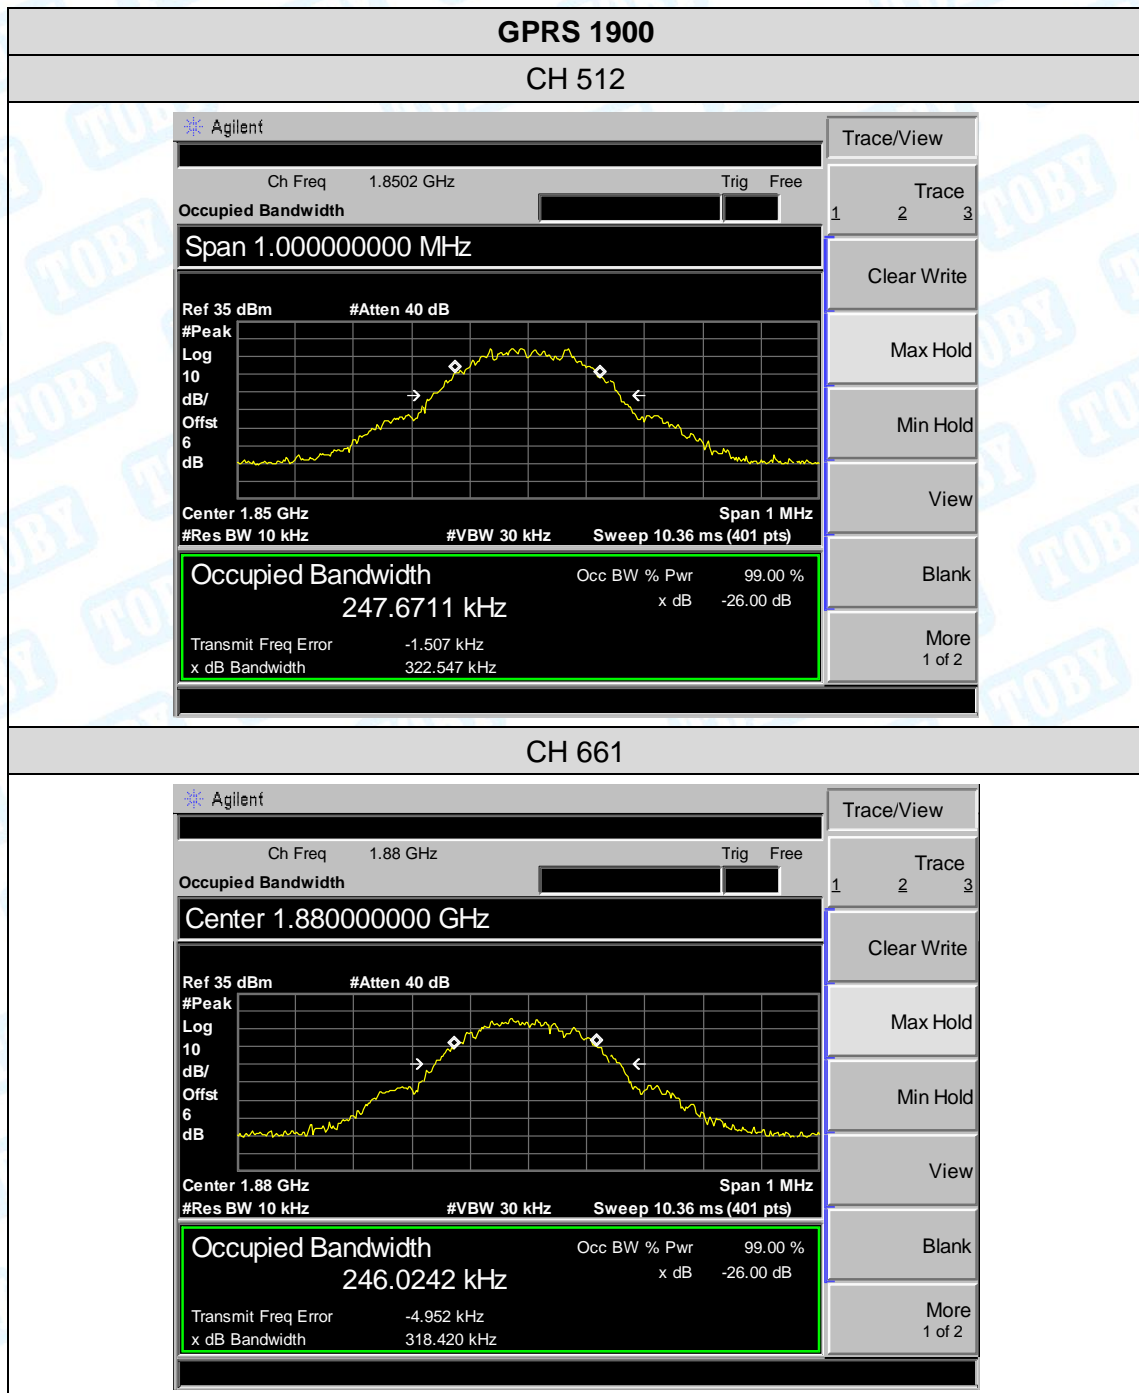 GPRS 1900
CH 512
Agilent
Trace/View
Ch Freq 1.8502 GHz Trig Free
Occupied Bandwidth
Trace
1 2 3
Span 1.000000000 MHz
Clear Write
Ref 35 dBm #Atten 40 dB
#Peak
Log
10
dB/
Offst
6
dB
Max Hold
Min Hold
View
Center 1.85 GHz Span 1 MHz
#Res BW 10 kHz #VBW 30 kHz Sweep 10.36 ms (401 pts)
Occupied Bandwidth Occ BW % Pwr 99.00 %
247.6711 kHz x dB -26.00 dB
Blank
Transmit Freq Error -1.507 kHz
x dB Bandwidth 322.547 kHz
More
1 of 2
CH 661
Agilent
Trace/View
Ch Freq 1.88 GHz Trig Free
Occupied Bandwidth
Trace
1 2 3
Center 1.880000000 GHz
Clear Write
Ref 35 dBm #Atten 40 dB
#Peak
Log
10
dB/
Offst
6
dB
Max Hold
Min Hold
View
Center 1.88 GHz Span 1 MHz
#Res BW 10 kHz #VBW 30 kHz Sweep 10.36 ms (401 pts)
Occupied Bandwidth Occ BW % Pwr 99.00 %
246.0242 kHz x dB -26.00 dB
Blank
Transmit Freq Error -4.952 kHz
x dB Bandwidth 318.420 kHz
More
1 of 2
TOBY